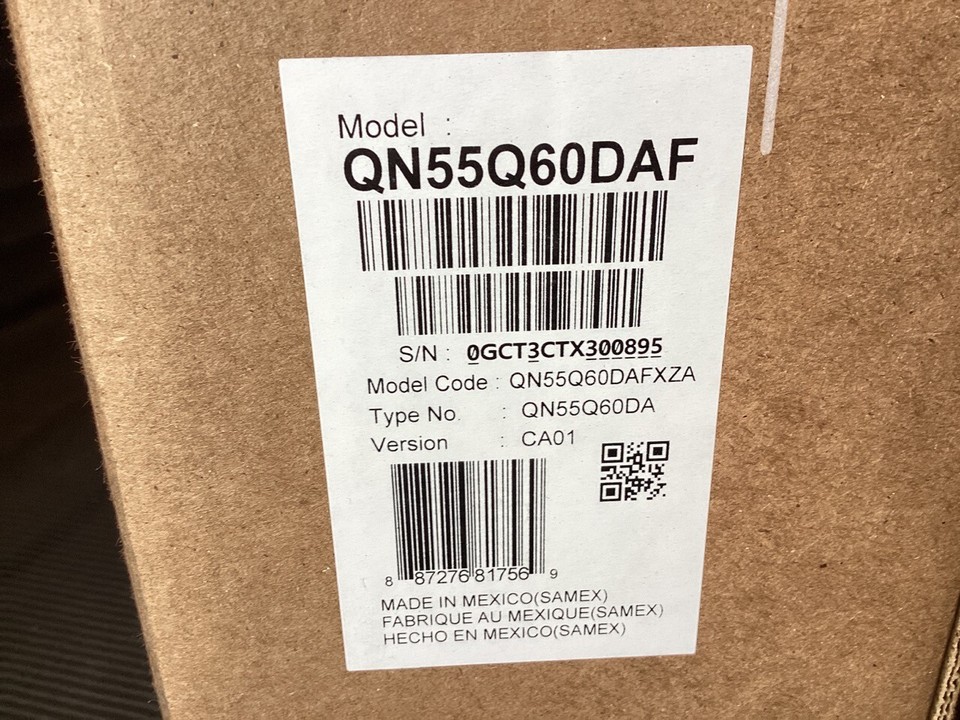 Model :
QN55Q60DAF
S/N : 0GCT3CTX300895
Model Code : QN55Q60DAFXZA
Type No. : QN55Q60DA
Version : CA01
8 87276 81756 9
MADE IN MEXICO(SAMEX)
FABRIQUE AU MEXIQUE(SAMEX)
HECHO EN MEXICO(SAMEX)